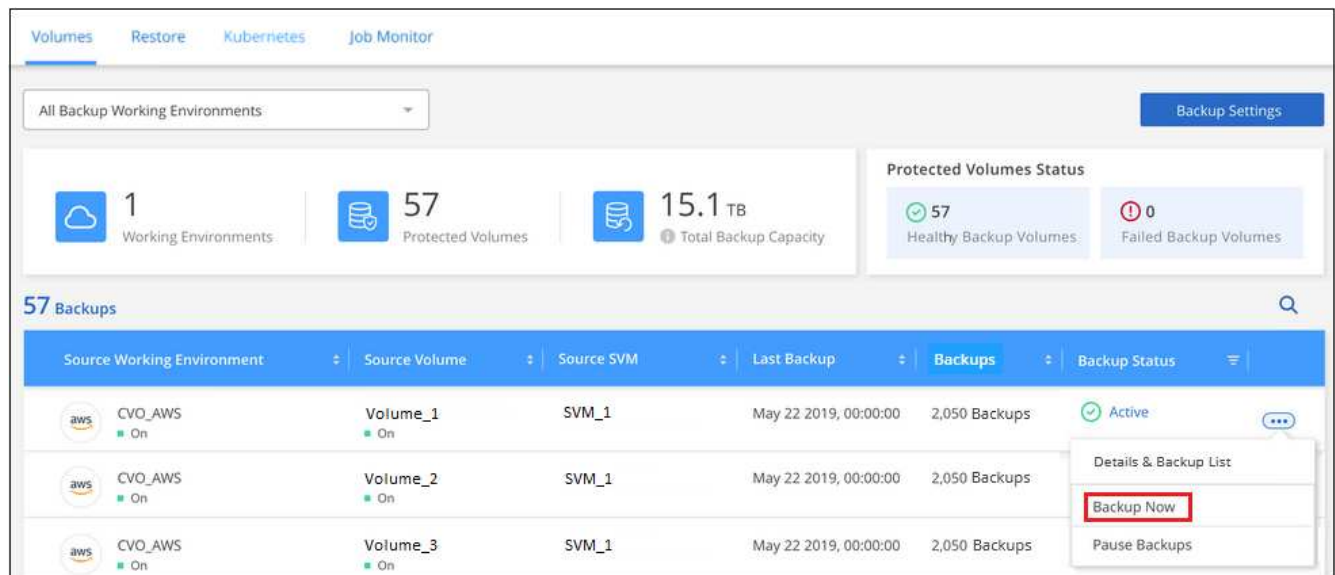 Volumes Restore Kubernetes Job Monitor
All Backup Working Environments
Backup Settings
1
Working Environments
57
Protected Volumes
15.1 TB
Total Backup Capacity
Protected Volumes Status
57
Healthy Backup Volumes
0
Failed Backup Volumes
57 Backups
Source Working Environment Source Volume Source SVM Last Backup Backups Backup Status
aws CVO_AWS Volume_1 SVM_1 May 22 2019, 00:00:00 2,050 Backups Active
On On
Details & Backup List
aws CVO_AWS Volume_2 SVM_1 May 22 2019, 00:00:00 2,050 Backups
On On
Backup Now
aws CVO_AWS Volume_3 SVM_1 May 22 2019, 00:00:00 2,050 Backups
On On
Pause Backups